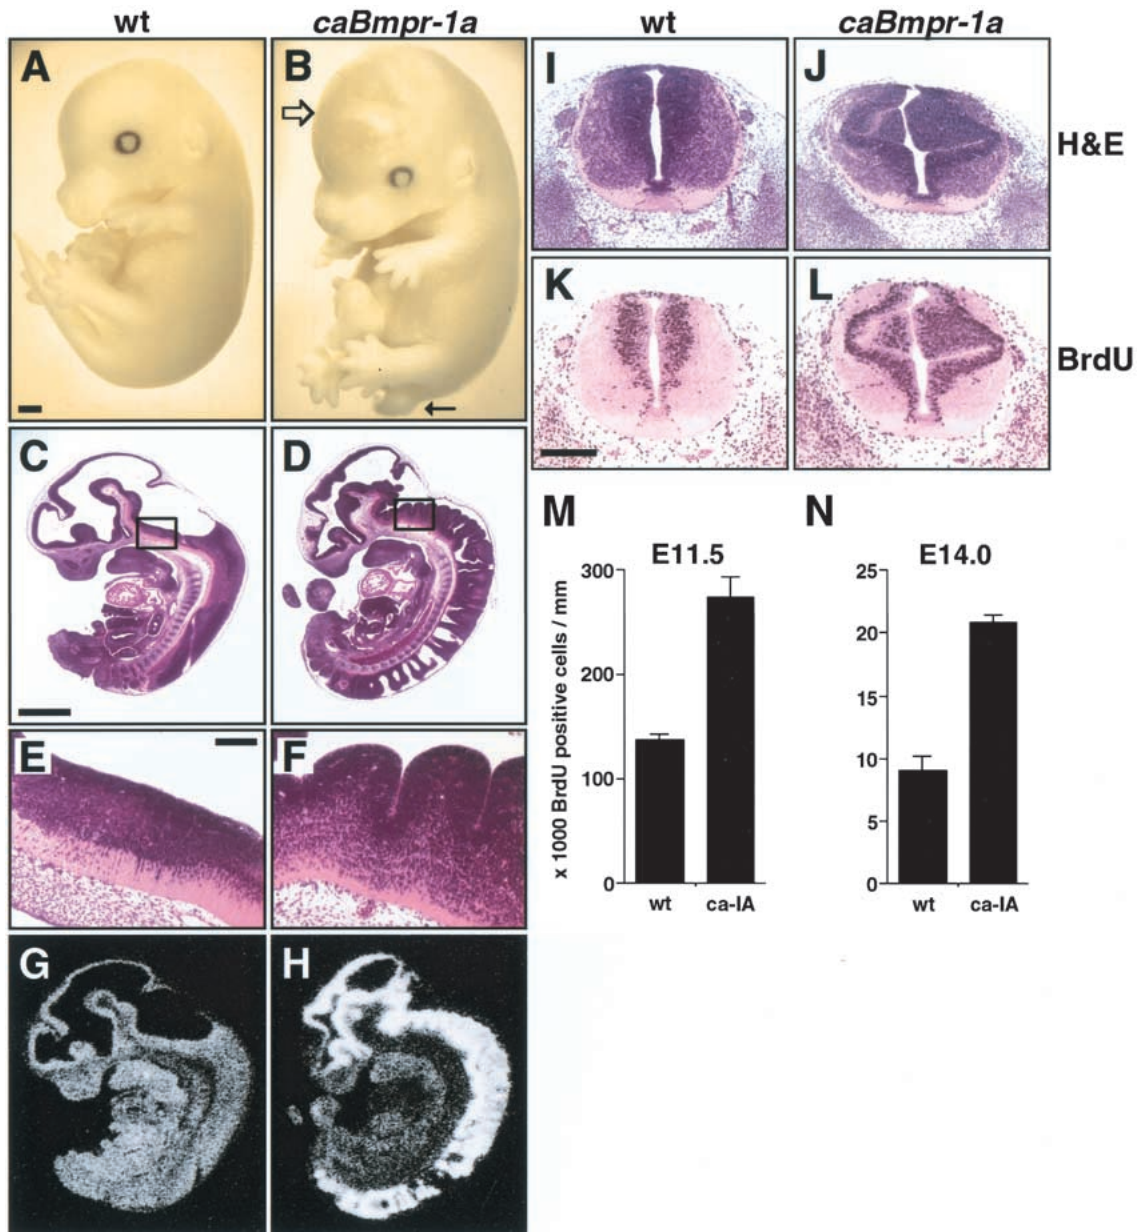 wt caBmpr-1a wt caBmpr-1a
A B I J
H&E
K L
BrdU
C D
M N
E11.5 E14.0
x 1000 BrdU positive cells / mm
300
200
100
0
wt ca-IA
25
20
15
10
5
0
wt ca-IA
E F
G H